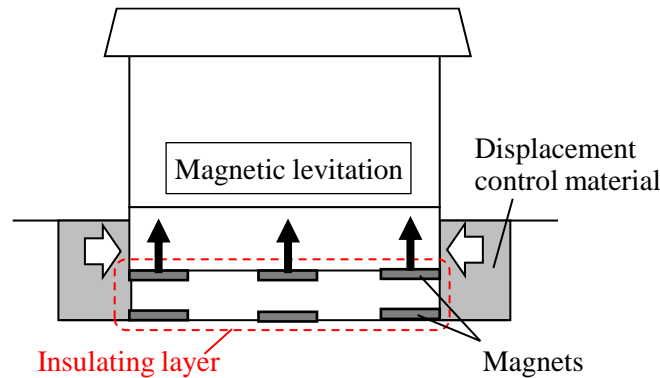 Magnetic levitation
Displacement
control material
Insulating layer
Magnets